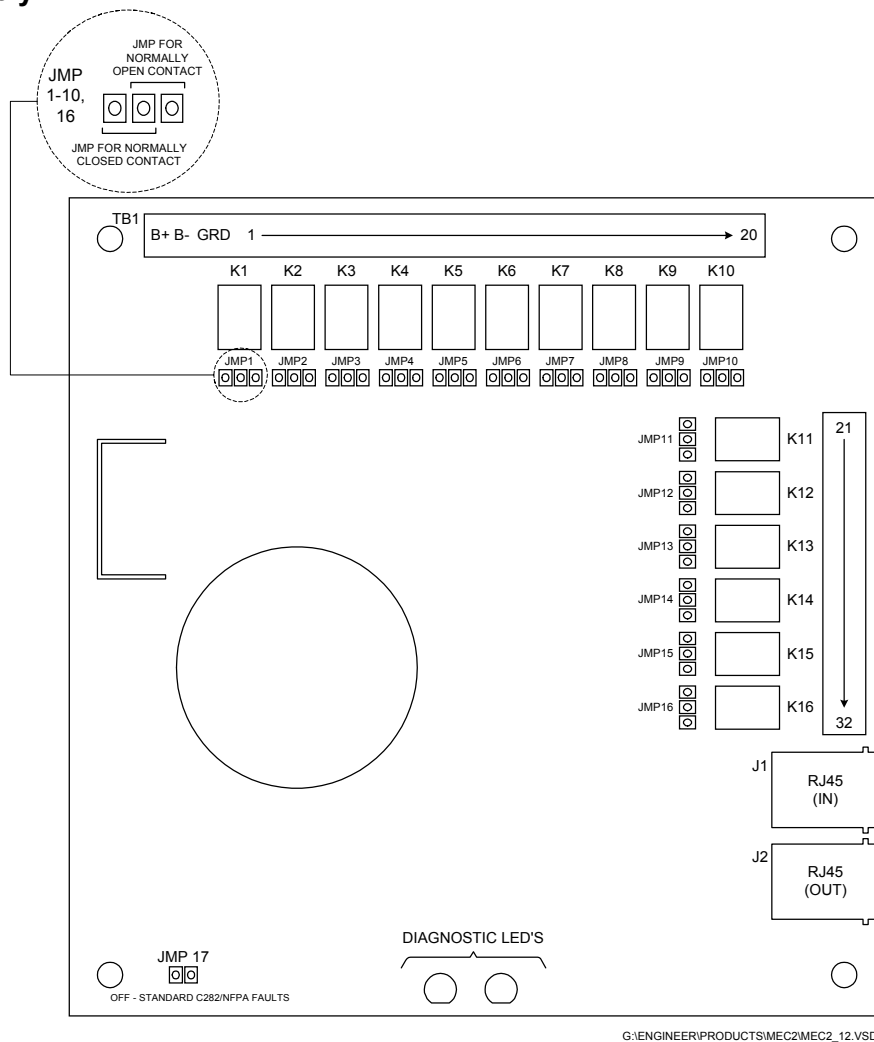 JMP FOR
NORMALLY
OPEN CONTACT
JMP
1-10,
16
JMP FOR NORMALLY
CLOSED CONTACT
TB1
B+ B- GRD 1 20
K1 K2 K3 K4 K5 K6 K7 K8 K9 K10
JMP1 JMP2 JMP3 JMP4 JMP5 JMP6 JMP7 JMP8 JMP9 JMP10
21
JMP11 K11
JMP12 K12
JMP13 K13
JMP14 K14
JMP15 K15
JMP16 K16
32
J1
RJ45
(IN)
J2
RJ45
(OUT)
DIAGNOSTIC LED'S
JMP 17
OFF - STANDARD C282/NFPA FAULTS
G:\ENGINEER\PRODUCTS\MEC2\MEC2_12.VSD